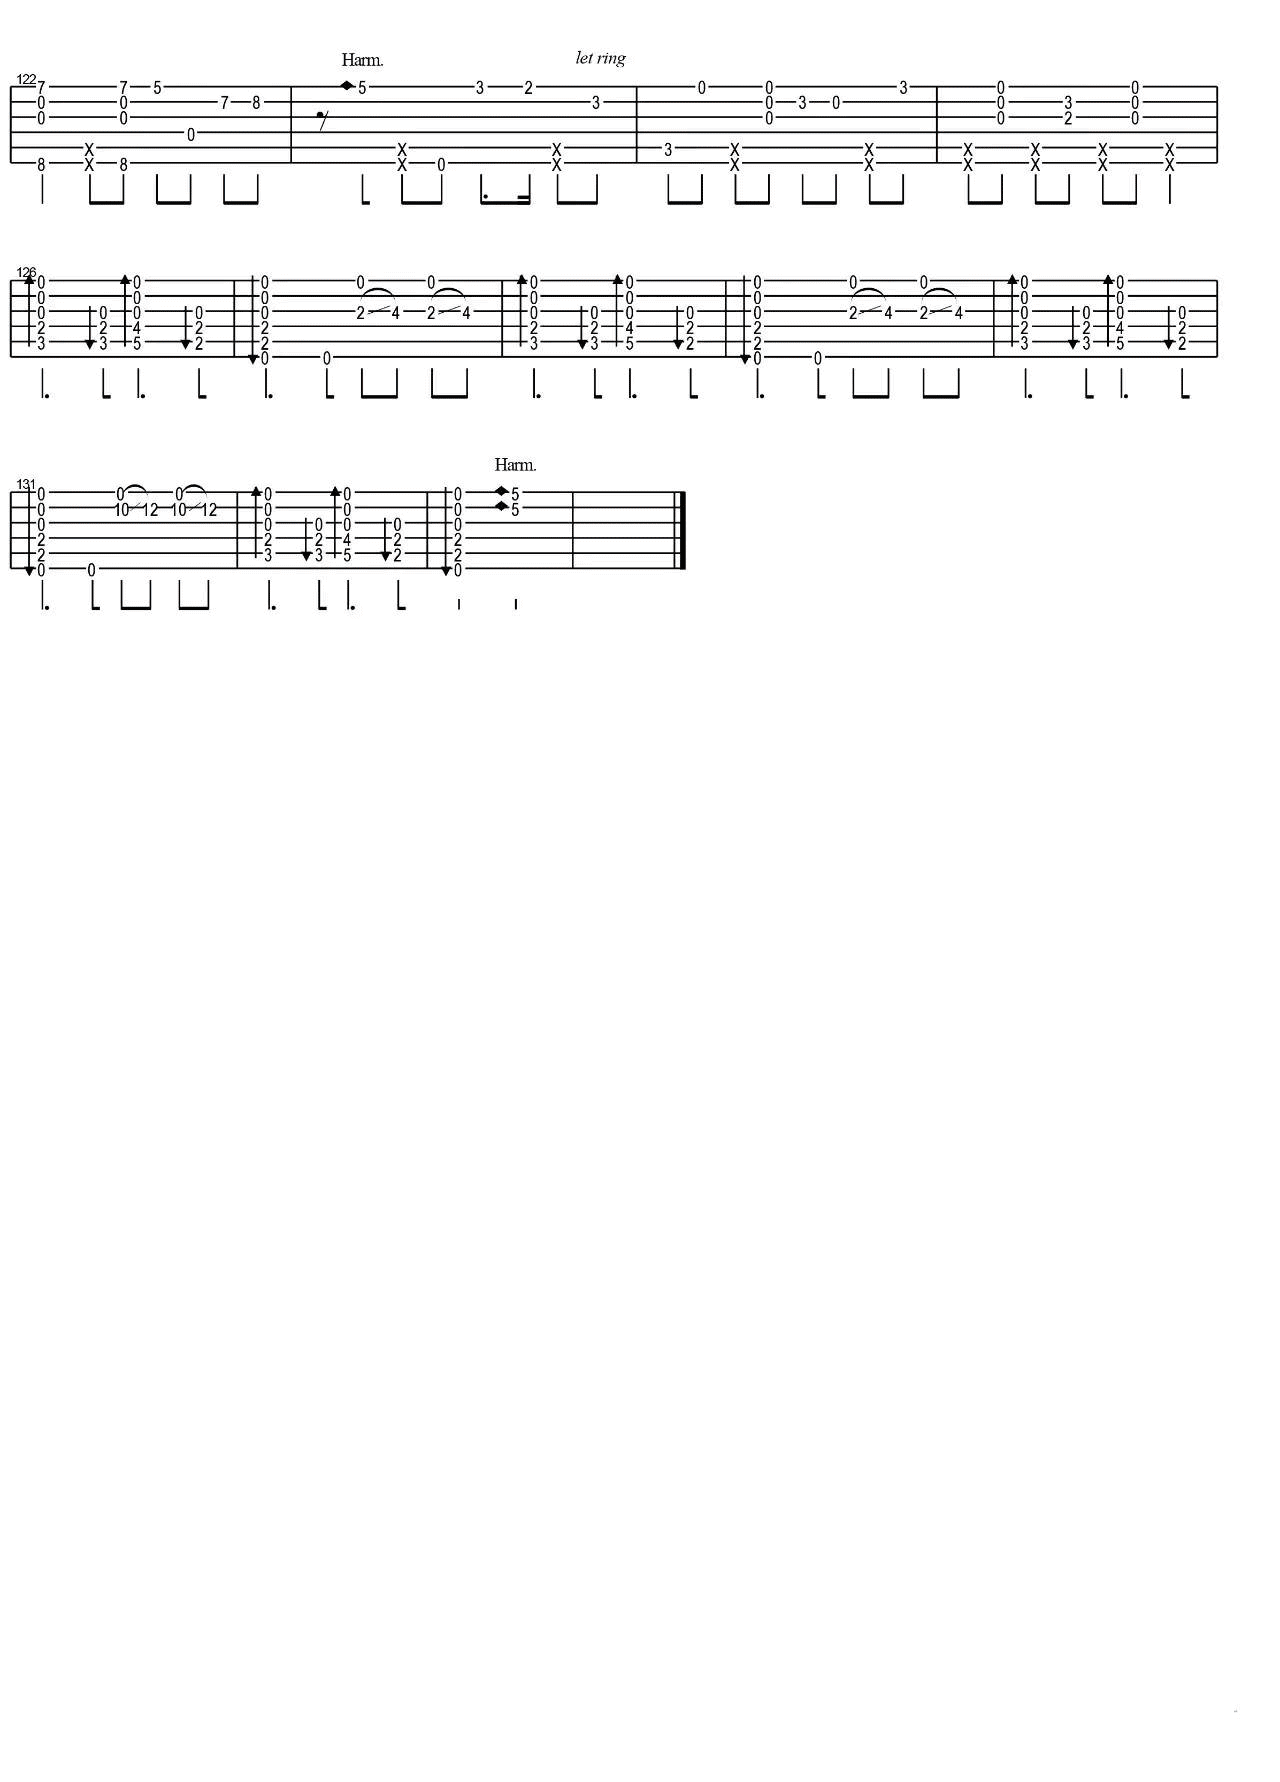 Harm. let ring
122 7 7 5 5 3 2 0 0 3 0 0
0 0 7 8 3 0 3 0 0 3 0
0 0 0 0 2 0
0
X X X 3 X X X X X X
8 X 8 X 0 X X X X X X X
126 0 0 0 0 0 0 0 0 0 0 0 0
0 0 0 0 0 0 0 0
0 0 0 0 0 2 4 2 4 0 0 0 0 0 2 4 2 4 0 0 0 0
2 2 4 2 2 2 2 4 2 2 2 2 4 2
3 3 5 2 2 3 3 5 2 2 3 3 5 2
0 0 0 0
Harm.
131 0 0 0 0 0 0 5
0 10 12 10 12 0 0 0 5
0 0 0 0 0 0
2 2 2 4 2 2
2 3 3 5 2 2
0 0 0